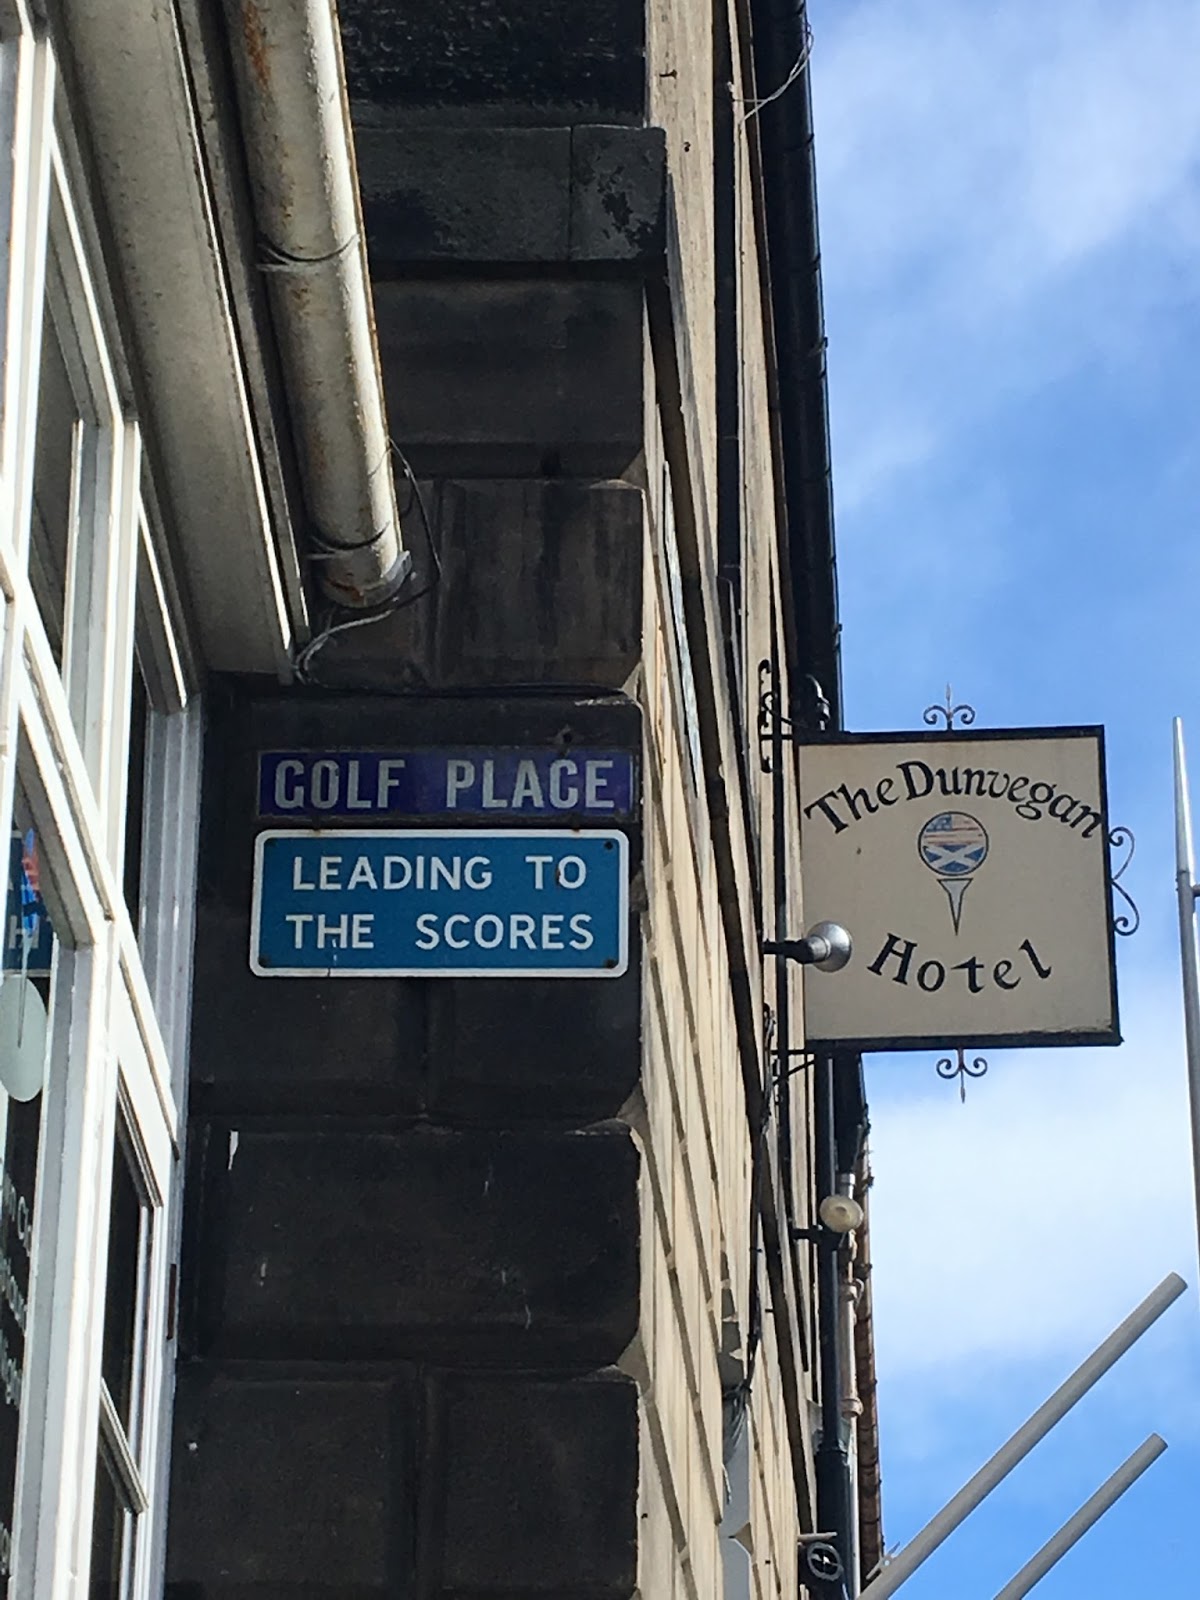 GOLF PLACE
LEADING TO
THE SCORES
The Dunvegan
Hotel